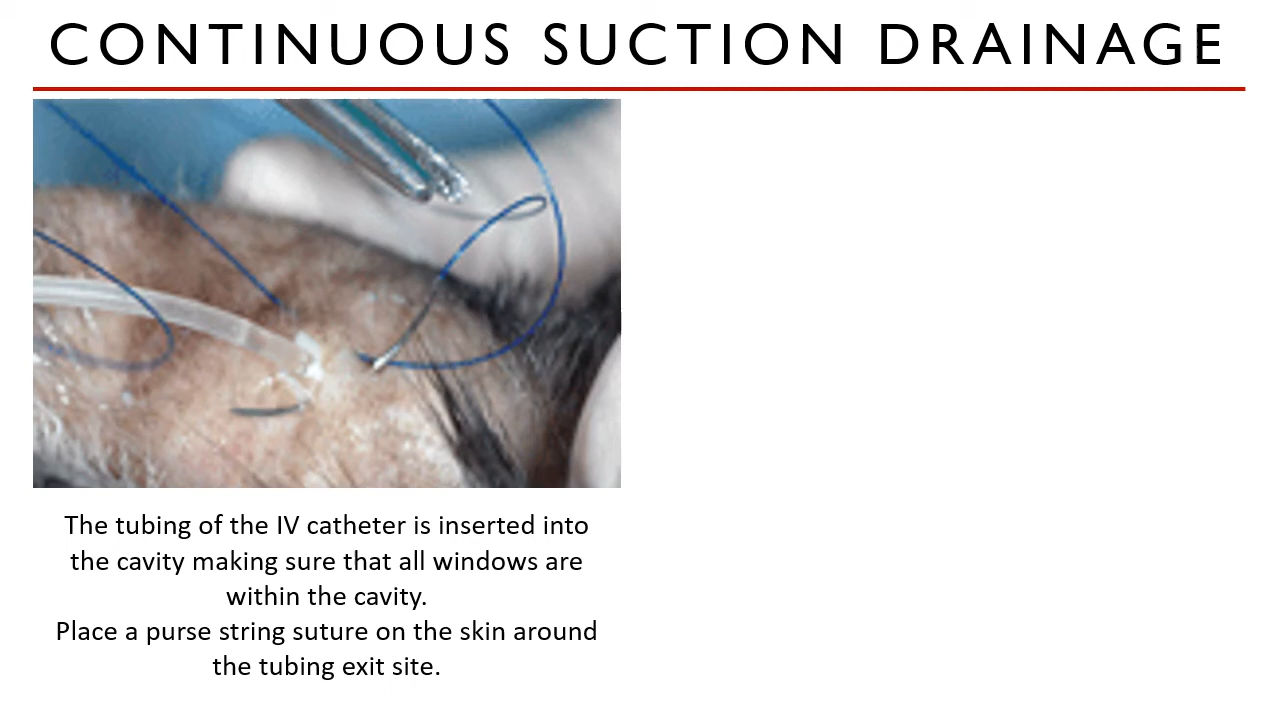 CONTINUOUS SUCTION DRAINAGE
The tubing of the IV catheter is inserted into
the cavity making sure that all windows are
within the cavity.
Place a purse string suture on the skin around
the tubing exit site.